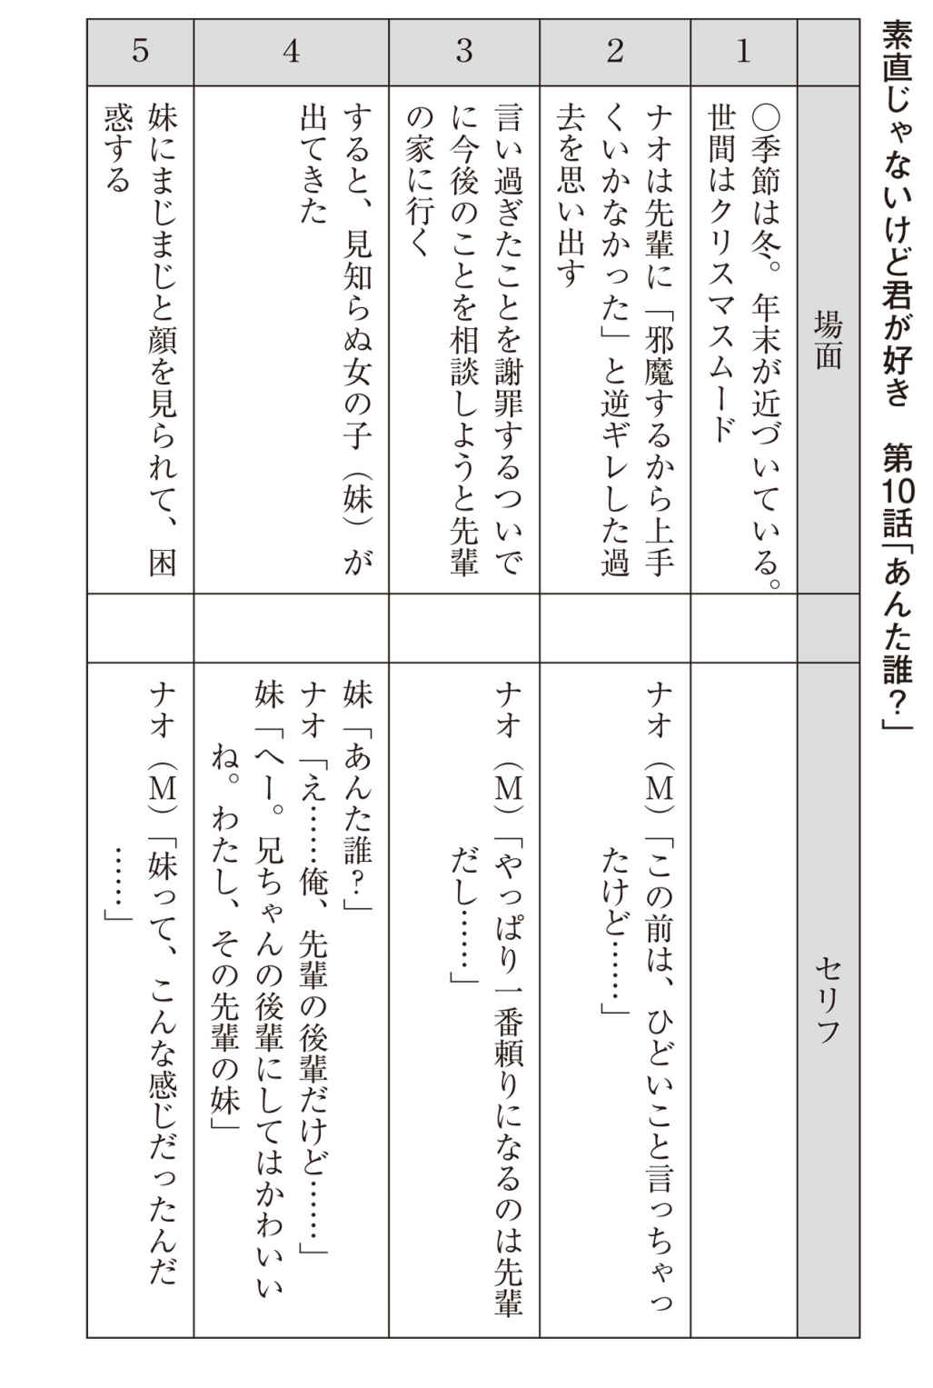 素直じゃないけど君が好き　第10話「あんた誰？」
場面
セリフ
1
〇季節は冬。年末が近づいている。
世間はクリスマスムード
2
ナオは先輩に「邪魔するから上手
くいかなかった」と逆ギレした過
去を思い出す
ナオ（M）「この前は、ひどいこと言っちゃっ
たけど……」
3
言い過ぎたことを謝罪するついで
に今後のことを相談しようと先輩
の家に行く
ナオ（M）「やっぱり一番頼りになるのは先輩
だし……」
4
すると、見知らぬ女の子（妹）が
出てきた
妹「あんた誰？」
ナオ「え……俺、先輩の後輩だけど……」
妹「へー。兄ちゃんの後輩にしてはかわいい
ね。わたし、その先輩の妹」
5
妹にまじまじと顔を見られて、困
惑する
ナオ（M）「妹って、こんな感じだったんだ
……」